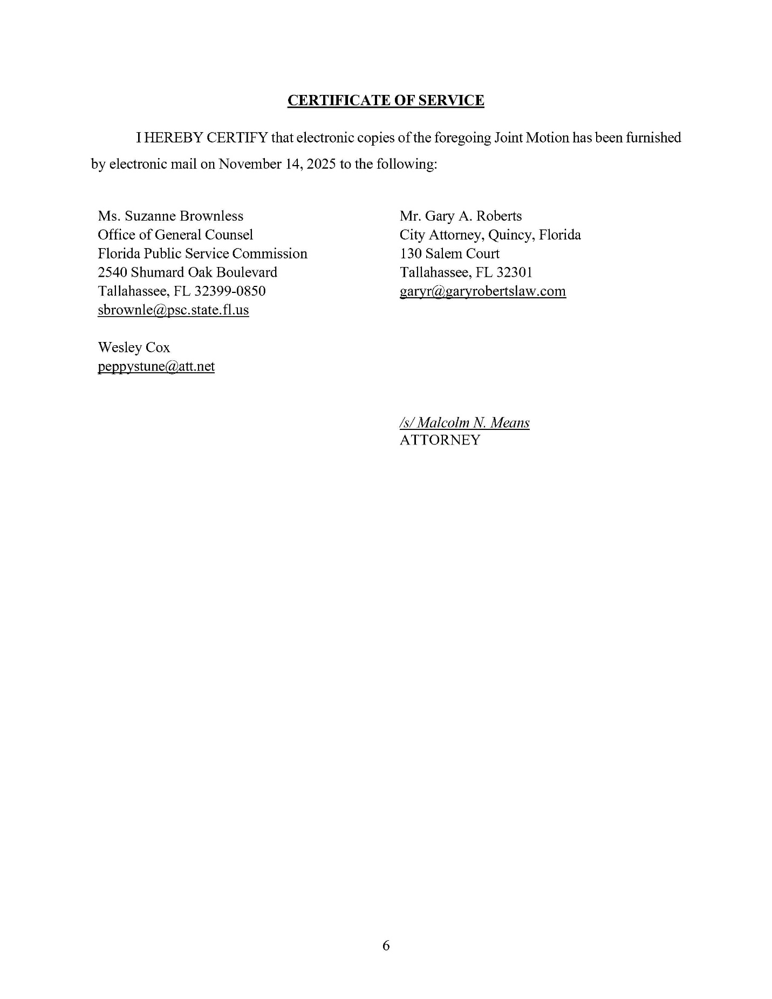 CERTIFICATE OF SERVICE
I HEREBY CERTIFY that electronic copies of the foregoing Joint Motion has been furnished
by electronic mail on November 14, 2025 to the following:
Ms. Suzanne Brownless
Office of General Counsel
Florida Public Service Commission
2540 Shumard Oak Boulevard
Tallahassee, FL 32399-0850
sbrownle@psc.state.fl.us
Wesley Cox
peppystune@att.net
Mr. Gary A. Roberts
City Attorney, Quincy, Florida
130 Salem Court
Tallahassee, FL 32301
garyr@garyrobertslaw.com
/s/ Malcolm N. Means
ATTORNEY
6